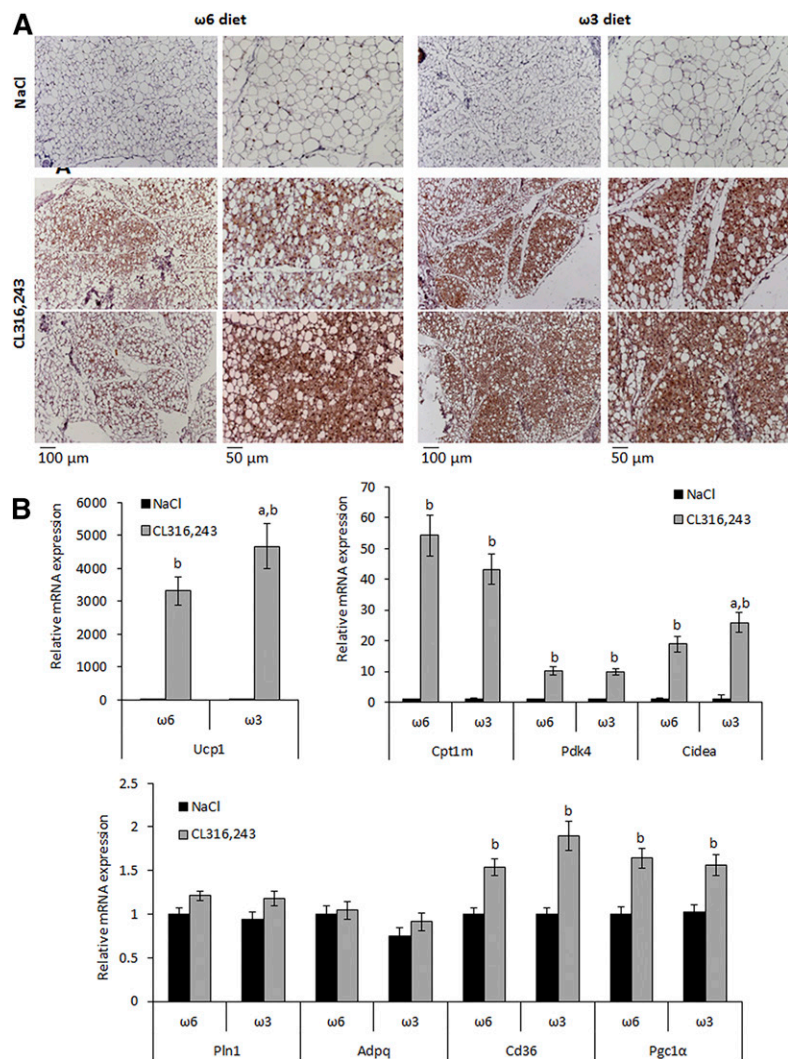 A
ω6 diet
ω3 diet
NaCl
A
CL316,243
100 µm
50 µm
100 µm
50 µm
B
Relative mRNA expression
6000
5000
4000
3000
2000
1000
0
NaCl
CL316,243
b
a,b
ω6
ω3
Ucp1
Relative mRNA expression
70
60
50
40
30
20
10
0
NaCl
CL316,243
b
b
b
b
b
a,b
ω6
ω3
ω6
ω3
ω6
ω3
Cpt1m
Pdk4
Cidea
Relative mRNA expression
2.5
2
1.5
1
0.5
0
NaCl
CL316,243
b
b
b
b
ω6
ω3
ω6
ω3
ω6
ω3
ω6
ω3
Pln1
Adpq
Cd36
Pgc1α